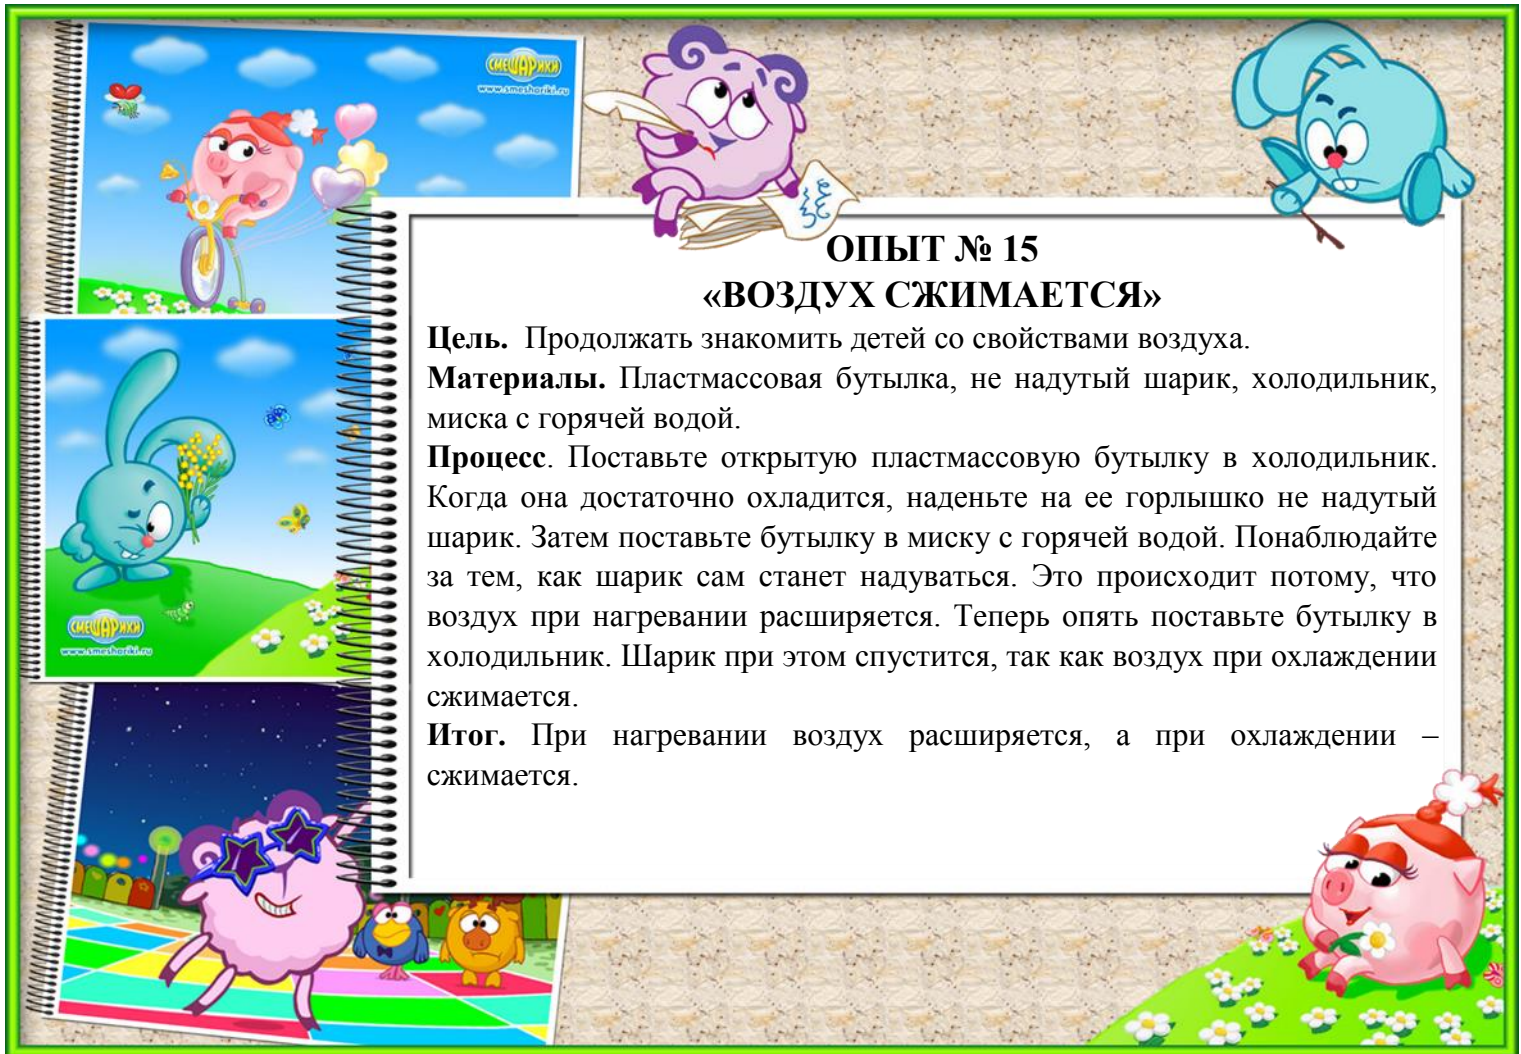 СМЕШАРИКИ
www.smeshariki.ru
ОПЫТ № 15
«ВОЗДУХ СЖИМАЕТСЯ»
Цель. Продолжать знакомить детей со свойствами воздуха.
Материалы. Пластмассовая бутылка, не надутый шарик, холодильник,
миска с горячей водой.
Процесс. Поставьте открытую пластмассовую бутылку в холодильник.
Когда она достаточно охладится, наденьте на ее горлышко не надутый
шарик. Затем поставьте бутылку в миску с горячей водой. Понаблюдайте
за тем, как шарик сам станет надуваться. Это происходит потому, что
воздух при нагревании расширяется. Теперь опять поставьте бутылку в
холодильник. Шарик при этом спустится, так как воздух при охлаждении
сжимается.
Итог. При нагревании воздух расширяется, а при охлаждении –
сжимается.
СМЕШАРИКИ
www.smeshariki.ru